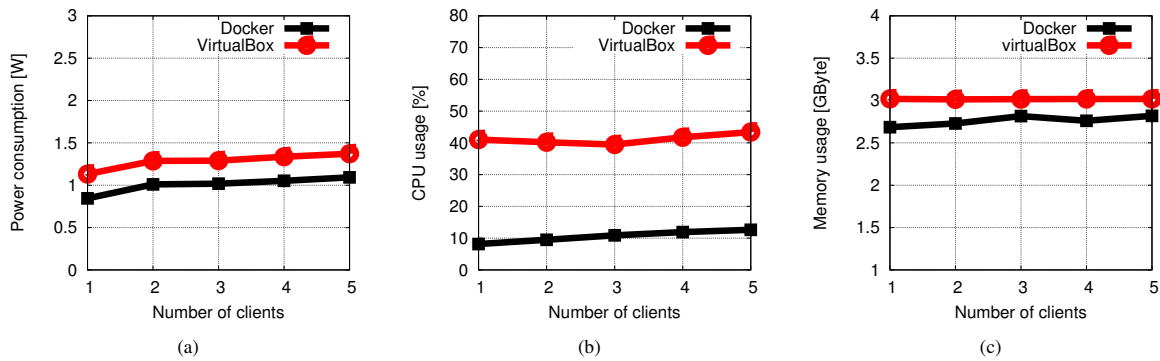 Power consumption [W]
3
2.5
2
1.5
1
0.5
0
1 2 3 4 5
Number of clients
Docker
VirtualBox
(a)
CPU usage [%]
80
70
60
50
40
30
20
10
0
1 2 3 4 5
Number of clients
Docker
VirtualBox
(b)
Memory usage [GByte]
4
3.5
3
2.5
2
1.5
1
1 2 3 4 5
Number of clients
Docker
virtualBox
(c)